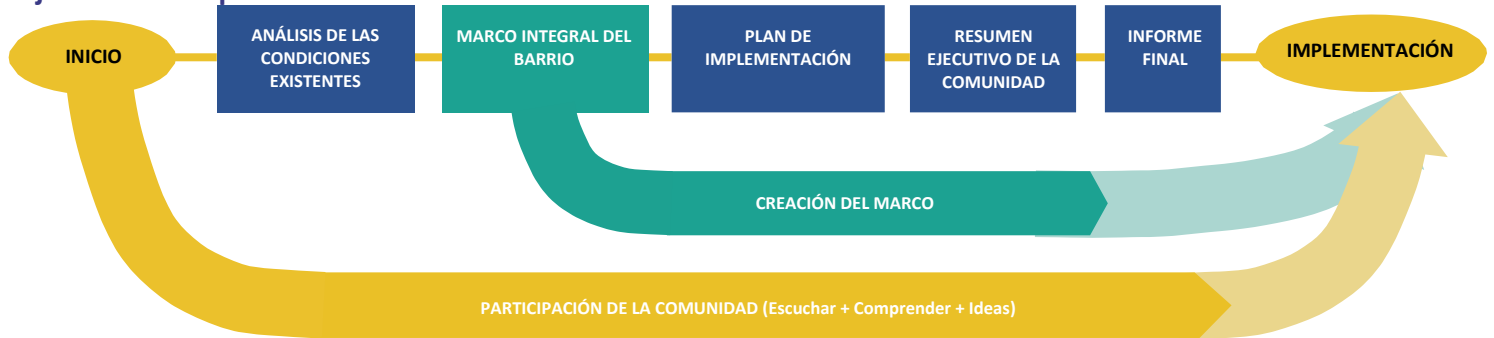 INICIO
ANÁLISIS DE LAS
CONDICIONES
EXISTENTES
MARCO INTEGRAL DEL
BARRIO
PLAN DE
IMPLEMENTACIÓN
RESUMEN
EJECUTIVO DE LA
COMUNIDAD
INFORME
FINAL
IMPLEMENTACIÓN
CREACIÓN DEL MARCO
PARTICIPACIÓN DE LA COMUNIDAD (Escuchar + Comprender + Ideas)